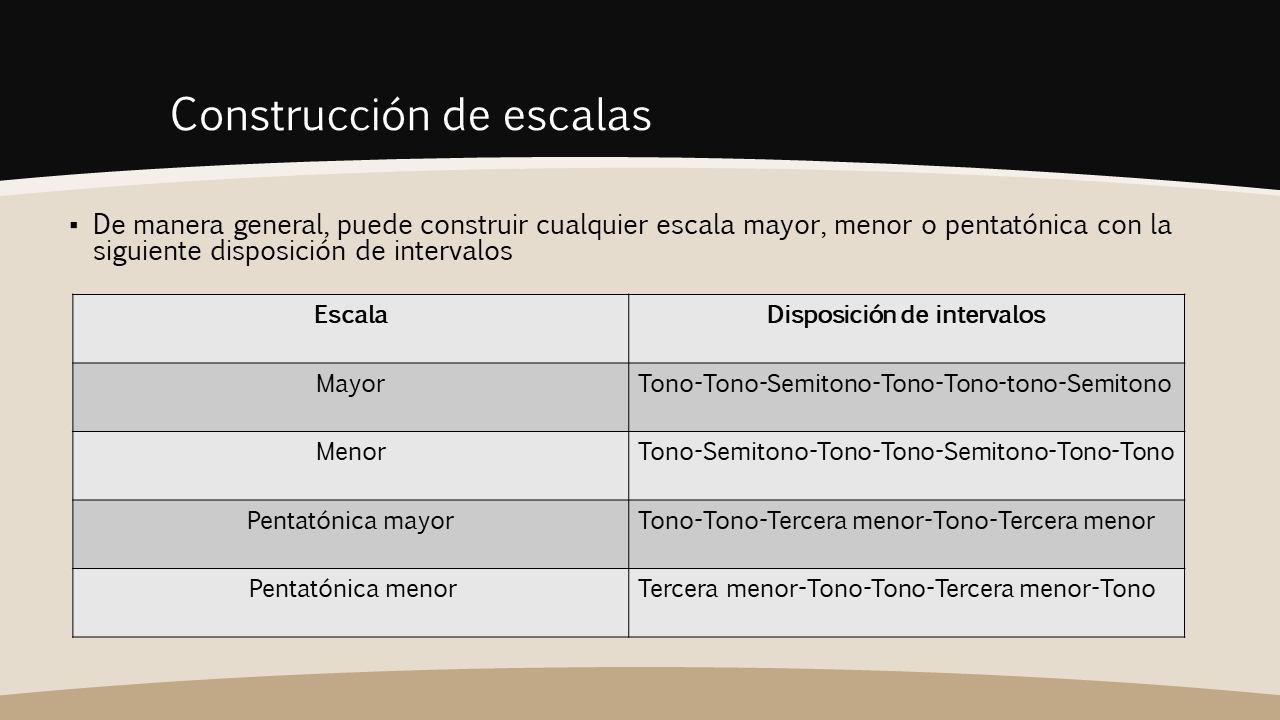 Construcción de escalas
▪ De manera general, puede construir cualquier escala mayor, menor o pentatónica con la
siguiente disposición de intervalos
Escala Disposición de intervalos
Mayor Tono-Tono-Semitono-Tono-Tono-tono-Semitono
Menor Tono-Semitono-Tono-Tono-Semitono-Tono-Tono
Pentatónica mayor Tono-Tono-Tercera menor-Tono-Tercera menor
Pentatónica menor Tercera menor-Tono-Tono-Tercera menor-Tono